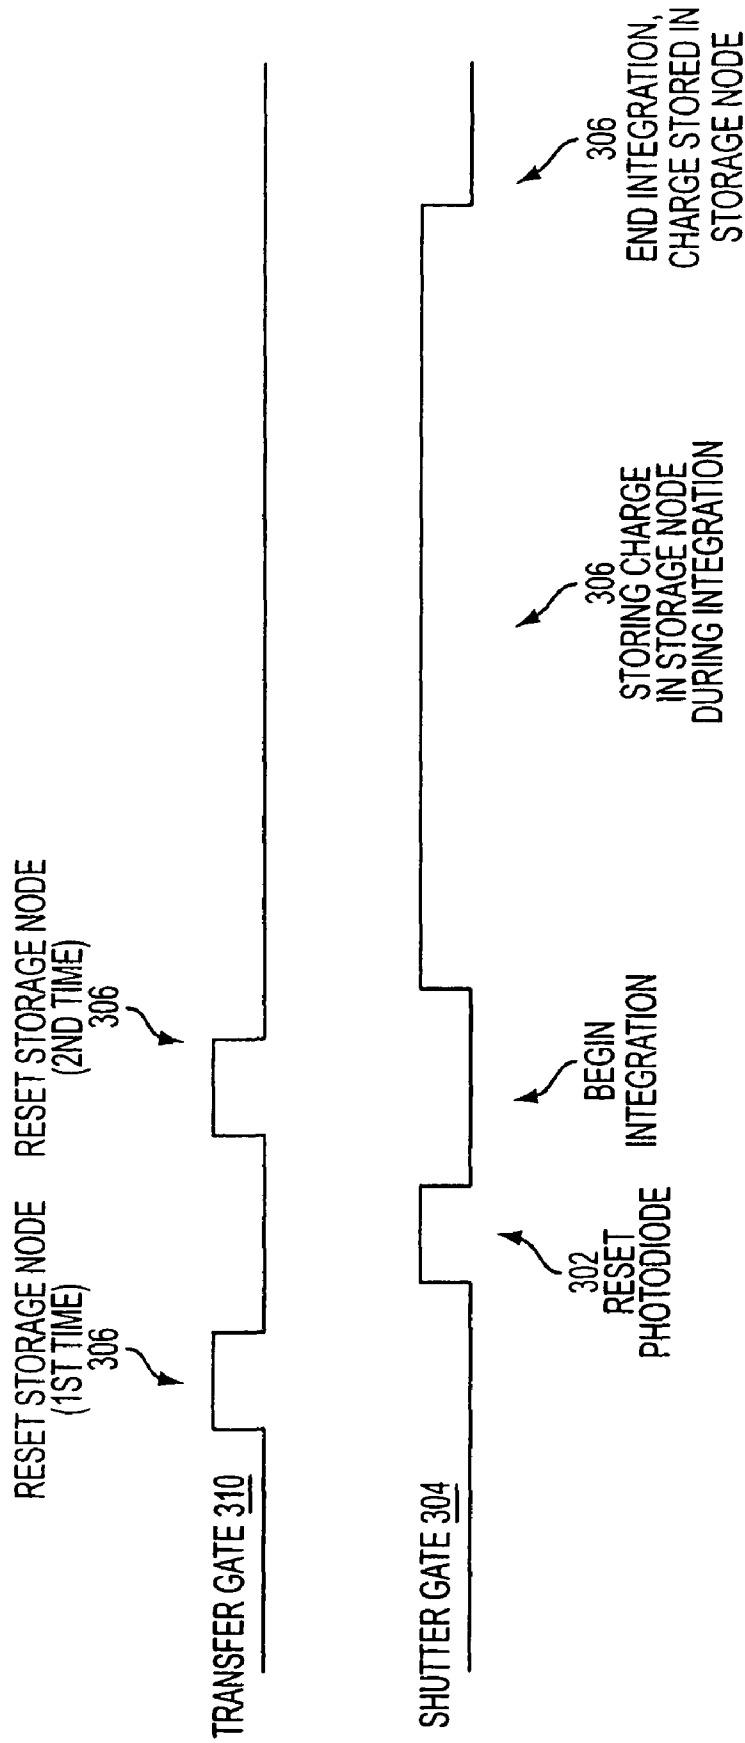 RESET STORAGE NODE
(1ST TIME)
306
RESET STORAGE NODE
(2ND TIME)
306
TRANSFER GATE 310
SHUTTER GATE 304
302
RESET
PHOTODIODE
BEGIN
INTEGRATION
306
STORING CHARGE
IN STORAGE NODE
DURING INTEGRATION
306
END INTEGRATION,
CHARGE STORED IN
STORAGE NODE